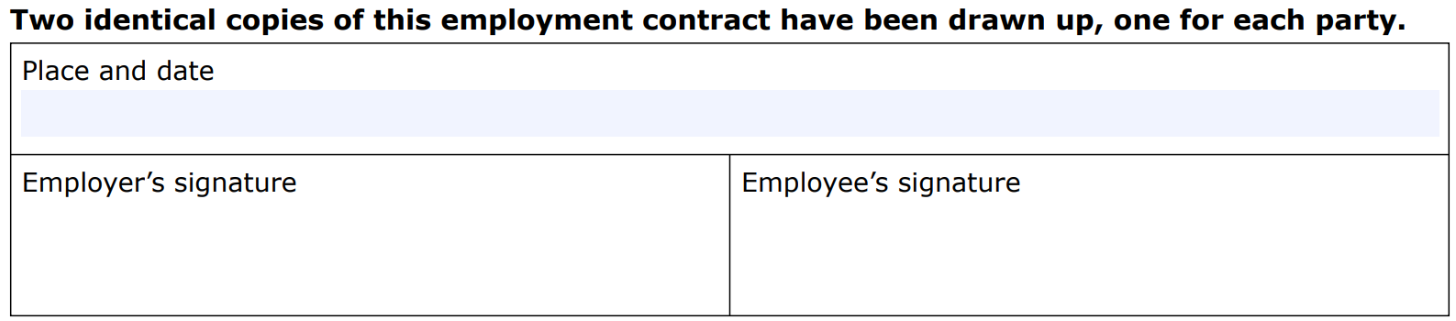 Two identical copies of this employment contract have been drawn up, one for each party.
Place and date
Employer’s signature
Employee’s signature